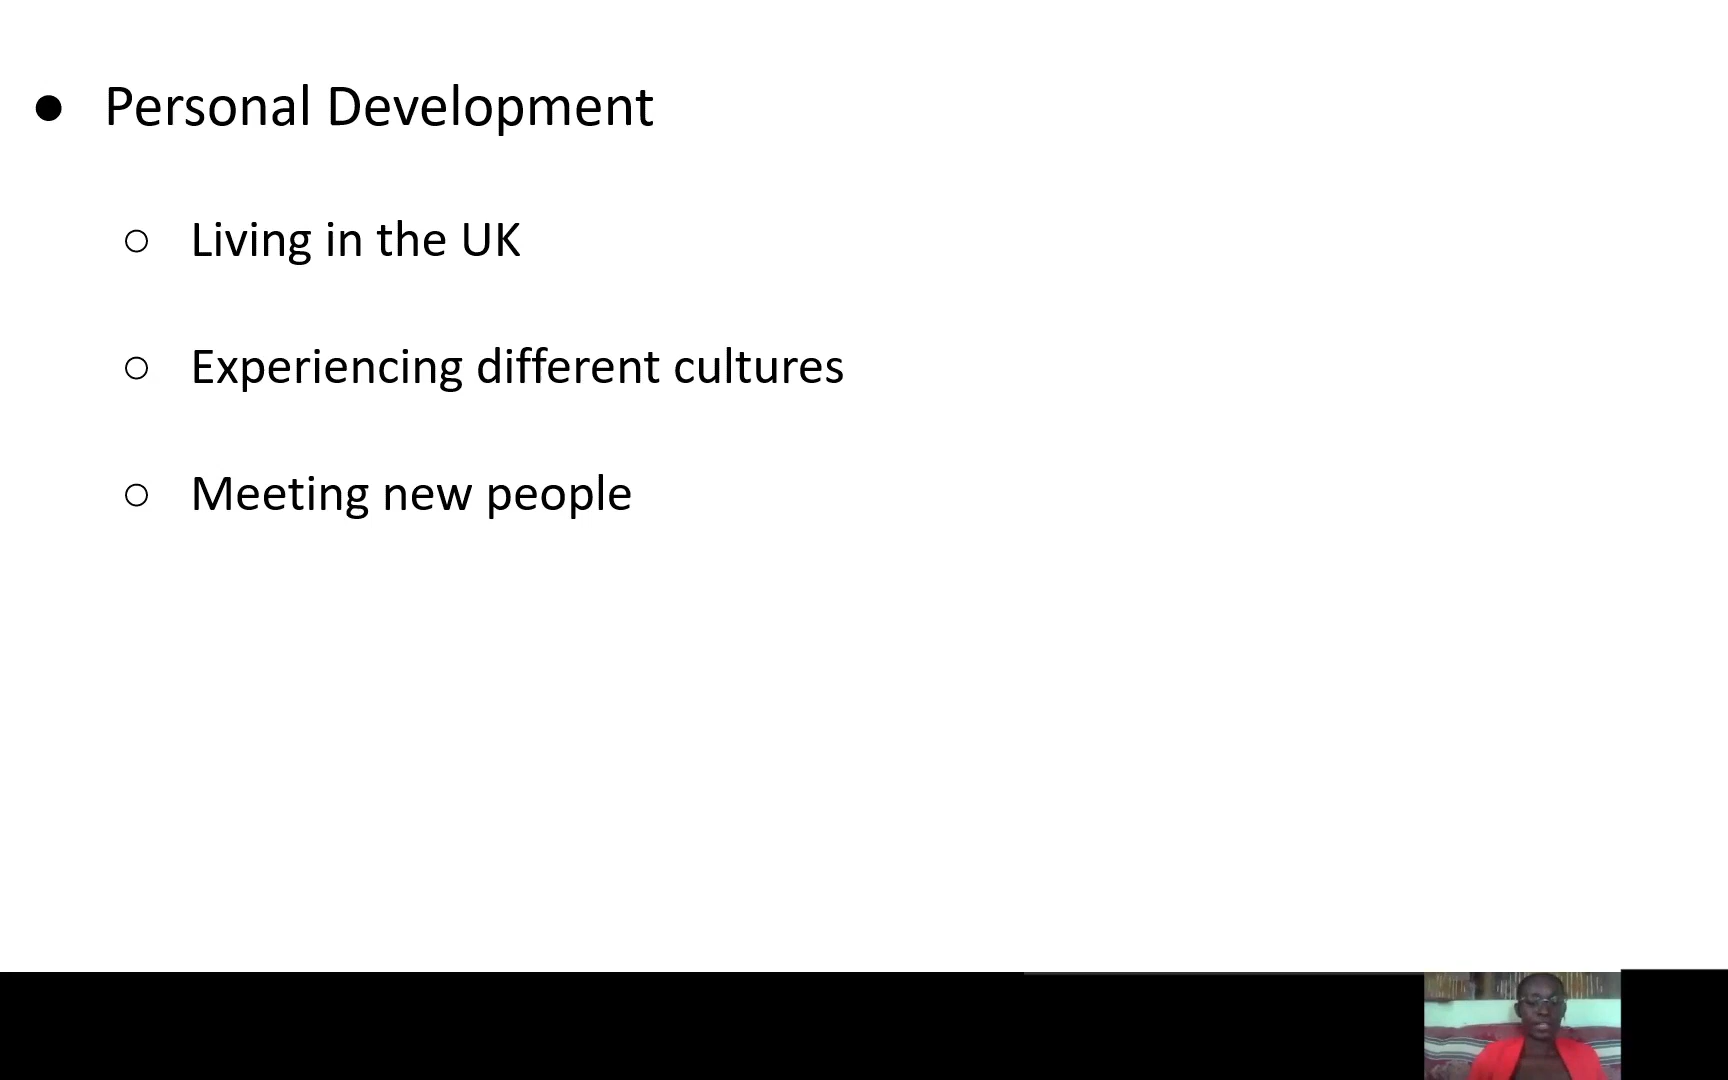 ● Personal Development
○ Living in the UK
○ Experiencing different cultures
○ Meeting new people